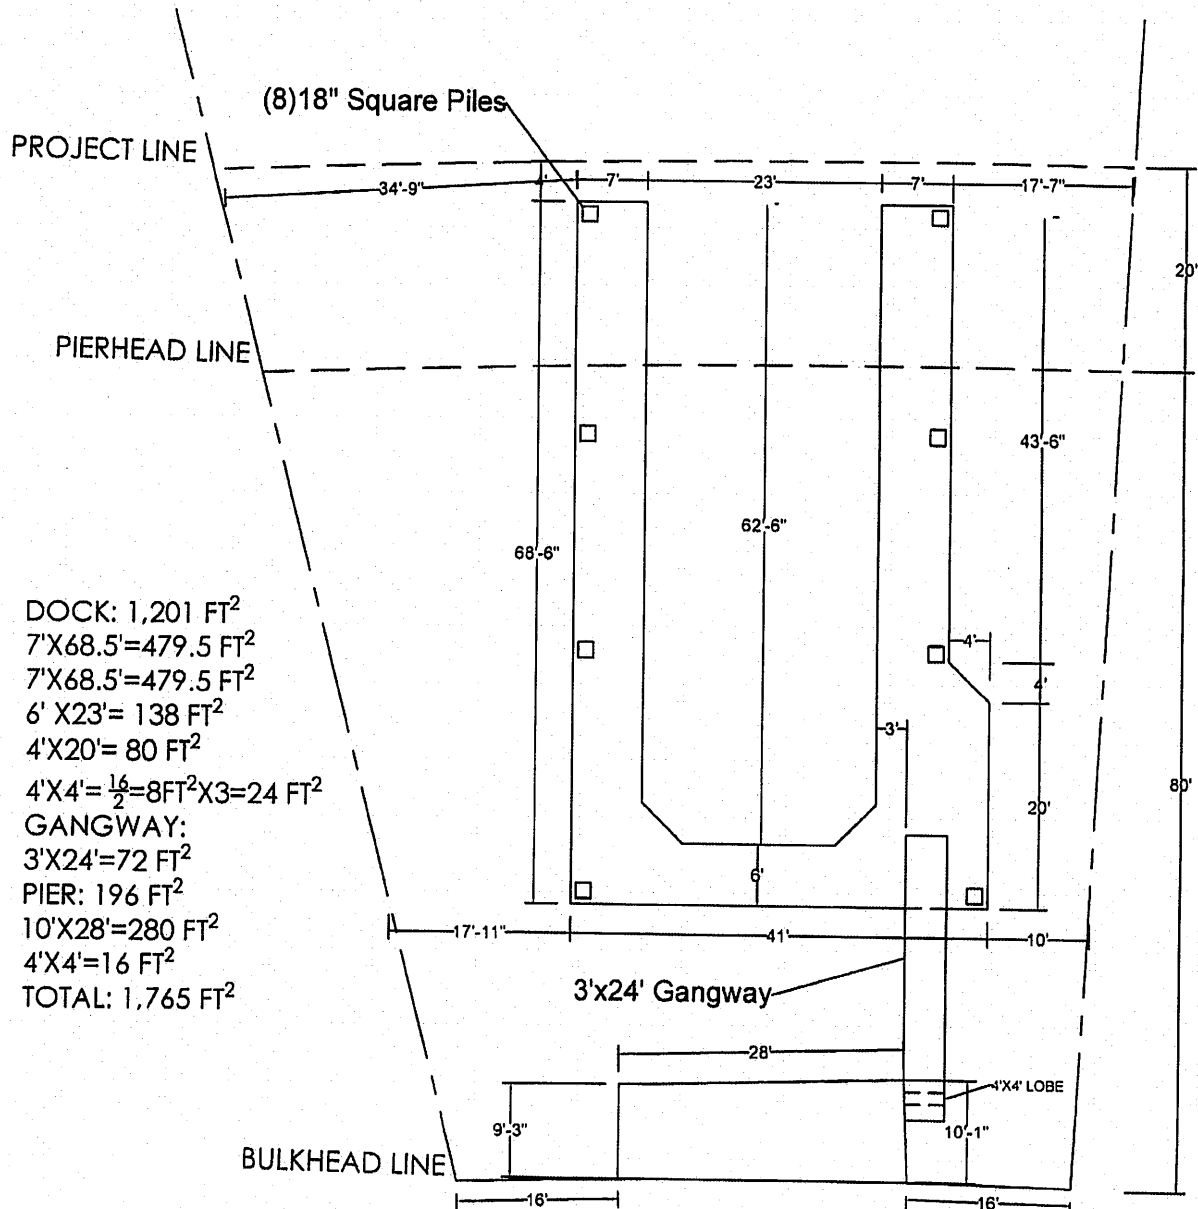 (8)18" Square Piles
PROJECT LINE
34'-9"
4'
7'
23'
7'
17'-7"
20'
PIERHEAD LINE
43'-6"
62'-6"
68'-6"
DOCK: 1,201 FT²
7'X68.5'=479.5 FT²
7'X68.5'=479.5 FT²
6' X23'= 138 FT²
4'X20'= 80 FT²
4'X4'= 16/2=8FT²X3=24 FT²
GANGWAY:
3'X24'=72 FT²
PIER: 196 FT²
10'X28'=280 FT²
4'X4'=16 FT²
TOTAL: 1,765 FT²
4'
4'
3'
80'
20'
6'
17'-11"
41'
10'
3'x24' Gangway
28'
4'X4' LOBE
9'-3"
10'-1"
BULKHEAD LINE
16'
16'